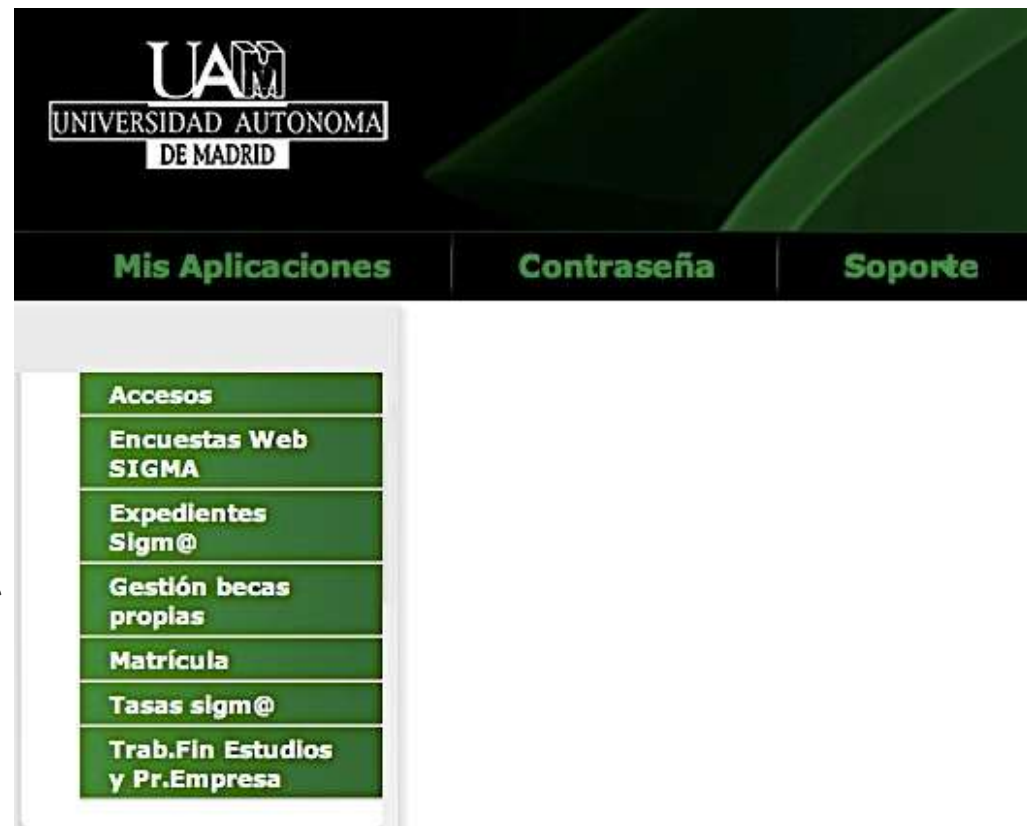 UAM
UNIVERSIDAD AUTONOMA
DE MADRID
Mis Aplicaciones
Contraseña
Soporte
Accesos
Encuestas Web
SIGMA
Expedientes
Sigm@
Gestión becas
propias
Matrícula
Tasas sigm@
Trab.Fin Estudios
y Pr.Empresa